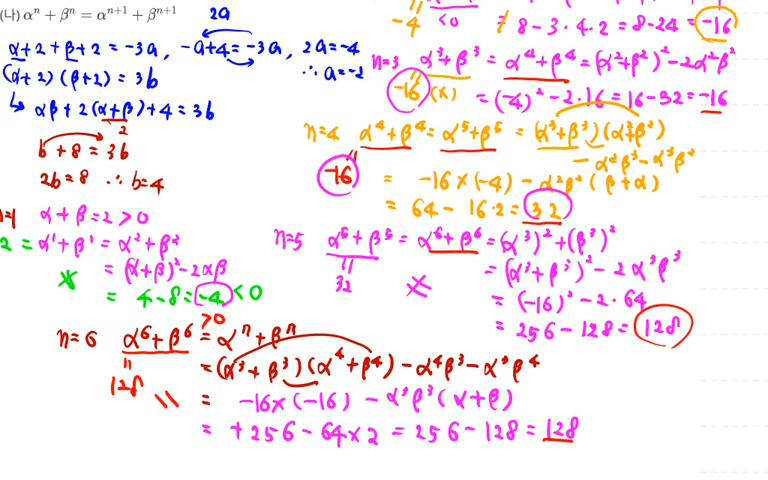 (나) αⁿ + βⁿ = αⁿ⁺¹ + βⁿ⁺¹
2a
α+2+β+2 = -3a, -a+4 = -3a, 2a = -4
(α+2)(β+2) = 3b ∴ a = -2
↳ αβ + 2(α+β) + 4 = 3b
2
b + 8 = 3b
2b = 8 ∴ b = 4
α + β = 2 > 0
2 = α¹ + β¹ = α² + β²
= (α+β)² - 2αβ
= 4 - 8 = -4 < 0
-4 <0 ≠ 8 - 3·4·2 = 8 - 24 = -16
n=3 α³ + β³ = α⁴ + β⁴ = (α²+β²)² - 2α²β²
-16 (x) = (-4)² - 2·16 = 16 - 32 = -16
n=4 α⁴ + β⁴ = α⁵ + β⁵ = (α³+β³)(α²+β²)
- α²β³ - α³β²
-16 = -16×(-4) - α²β²(β+α)
= 64 - 16·2 = 32
n=5 α⁵ + β⁵ = α⁶ + β⁶ = (α³)² + (β³)²
32 = (α³+β³)² - 2α³β³
= (-16)² - 2·64
= 256 - 128 = 128
>0
n=6 α⁶ + β⁶ = α⁷ + β⁷
= (α³+β³)(α⁴+β⁴) - α⁴β³ - α³β⁴
128 = -16×(-16) - α³β³(α+β)
= +256 - 64×2 = 256 - 128 = 128